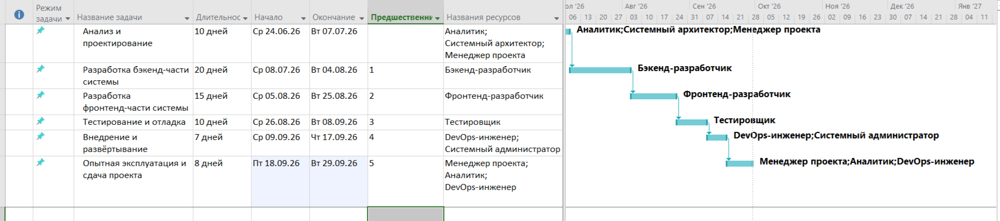 Режим задачи Название задачи Длительнос Начало Окончание Предшественни Названия ресурсов
ол '26 Авг '26 Сен '26 Окт '26 Ноя '26 Дек '26 Янв '27
06 13 20 27 03 10 17 24 31 07 14 21 28 05 12 19 26 02 09 16 23 30 07 14 21 28 04 11
Анализ и проектирование 10 дней Ср 24.06.26 Вт 07.07.26 Аналитик; Системный архитектор; Менеджер проекта
Аналитик;Системный архитектор;Менеджер проекта
Разработка бэкенд-части системы 20 дней Ср 08.07.26 Вт 04.08.26 1 Бэкенд-разработчик
Бэкенд-разработчик
Разработка фронтенд-части системы 15 дней Ср 05.08.26 Вт 25.08.26 2 Фронтенд-разработчик
Фронтенд-разработчик
Тестирование и отладка 10 дней Ср 26.08.26 Вт 08.09.26 3 Тестировщик
Тестировщик
Внедрение и развёртывание 7 дней Ср 09.09.26 Чт 17.09.26 4 DevOps-инженер; Системный администратор
DevOps-инженер;Системный администратор
Опытная эксплуатация и сдача проекта 8 дней Пт 18.09.26 Вт 29.09.26 5 Менеджер проекта; Аналитик; DevOps-инженер
Менеджер проекта;Аналитик;DevOps-инженер